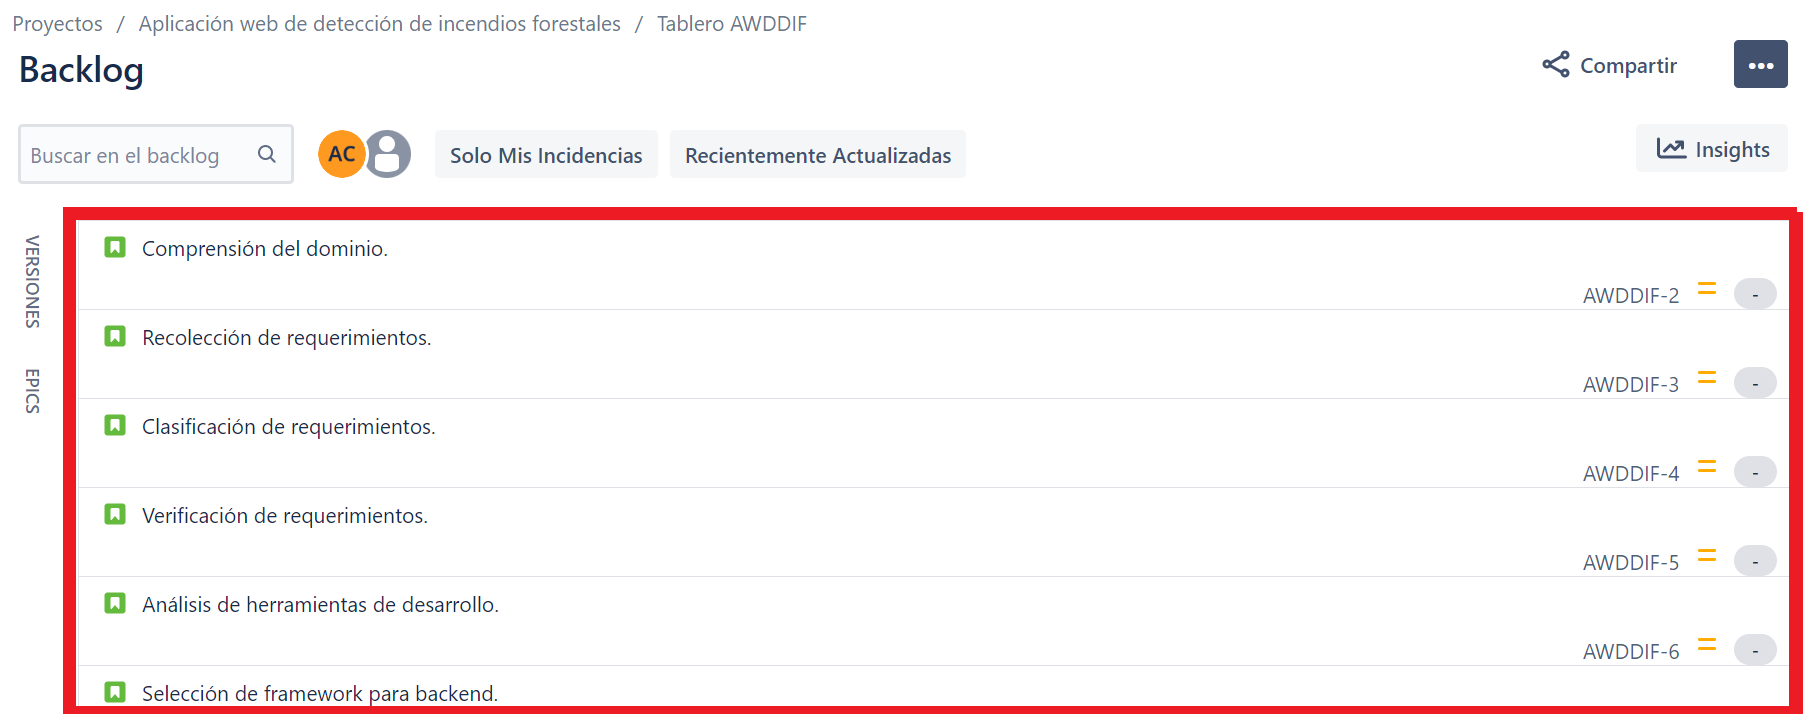 Proyectos / Aplicación web de detección de incendios forestales / Tablero AWDDIF
Backlog
Compartir
Buscar en el backlog
AC
Solo Mis Incidencias
Recientemente Actualizadas
Insights
VERSIONES
EPICS
Comprensión del dominio.
AWDDIF-2 -
Recolección de requerimientos.
AWDDIF-3 -
Clasificación de requerimientos.
AWDDIF-4 -
Verificación de requerimientos.
AWDDIF-5 -
Análisis de herramientas de desarrollo.
AWDDIF-6 -
Selección de framework para backend.